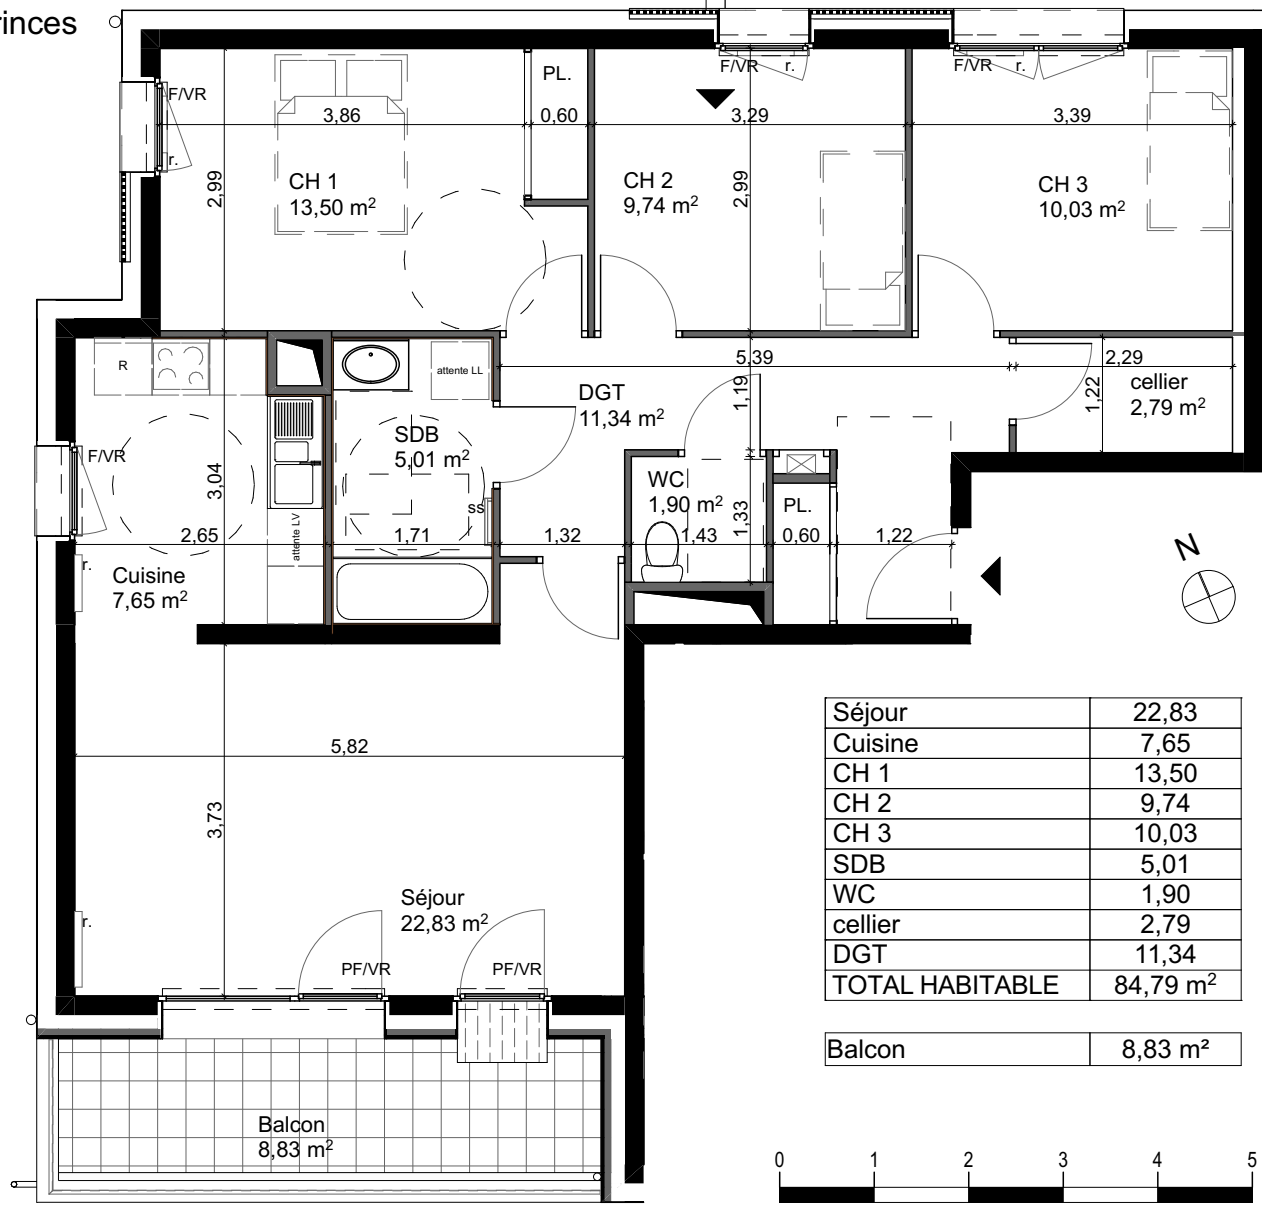 rinces
F/VR
r.
3,86
2,99
CH 1
13,50 m²
PL.
0,60
F/VR
r.
3,29
CH 2
9,74 m²
2,99
F/VR
r.
3,39
CH 3
10,03 m²
R
attente LL
5,39
2,29
DGT
11,34 m²
1,19
cellier
2,79 m²
1,22
F/VR
3,04
SDB
5,01 m²
WC
1,90 m²
1,33
PL.
ss
2,65
attente LV
1,71
1,32
1,43
0,60
1,22
r.
Cuisine
7,65 m²
N
5,82
3,73
Séjour
22,83 m²
r.
PF/VR
PF/VR
Balcon
8,83 m²
Séjour 22,83
Cuisine 7,65
CH 1 13,50
CH 2 9,74
CH 3 10,03
SDB 5,01
WC 1,90
cellier 2,79
DGT 11,34
TOTAL HABITABLE 84,79 m²
Balcon 8,83 m²
0 1 2 3 4 5